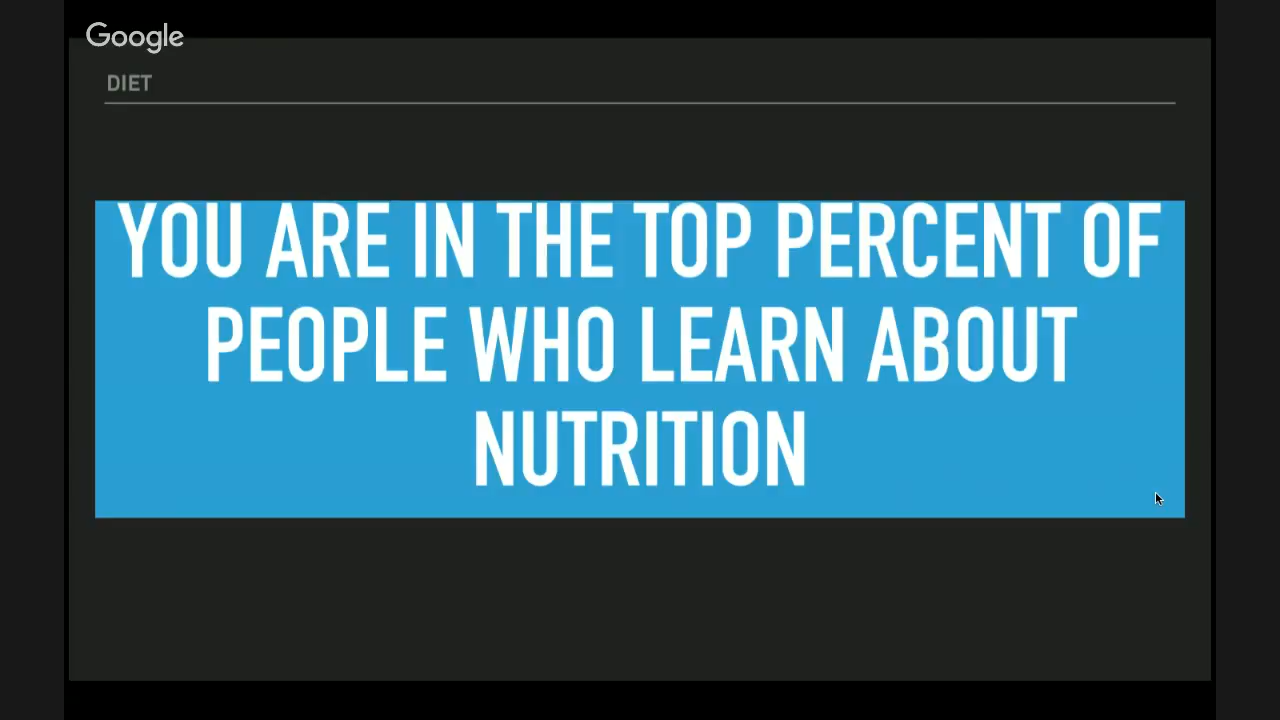 Google
DIET
YOU ARE IN THE TOP PERCENT OF
PEOPLE WHO LEARN ABOUT
NUTRITION